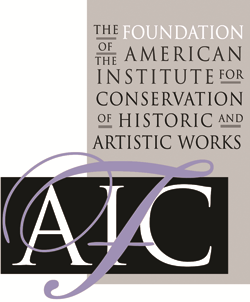 THE FOUNDATION
OF THE AMERICAN
INSTITUTE FOR
CONSERVATION
OF HISTORIC AND
ARTISTIC WORKS
F
AIC